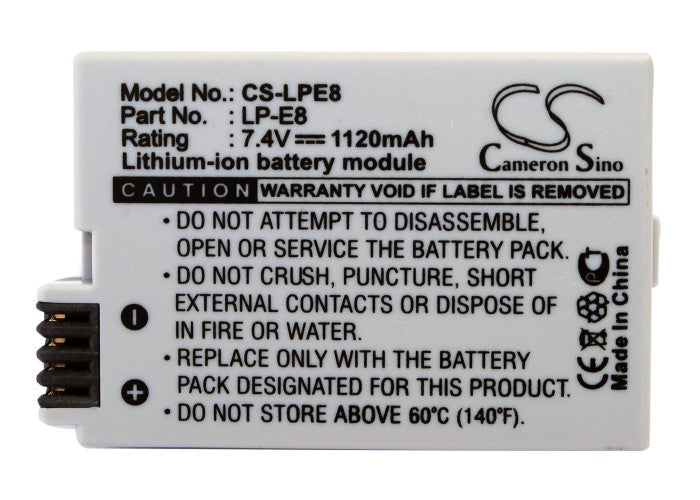 Model No.: CS-LPE8
Part No. : LP-E8
Rating : 7.4V⎓1120mAh
Lithium-ion battery module
CS
Cameron Sino
CAUTION WARRANTY VOID IF LABEL IS REMOVED
• DO NOT ATTEMPT TO DISASSEMBLE,
OPEN OR SERVICE THE BATTERY PACK.
• DO NOT CRUSH, PUNCTURE, SHORT
EXTERNAL CONTACTS OR DISPOSE OF
IN FIRE OR WATER.
• REPLACE ONLY WITH THE BATTERY
PACK DESIGNATED FOR THIS PRODUCT.
• DO NOT STORE ABOVE 60°C (140°F).
−
+
CE
Made in China